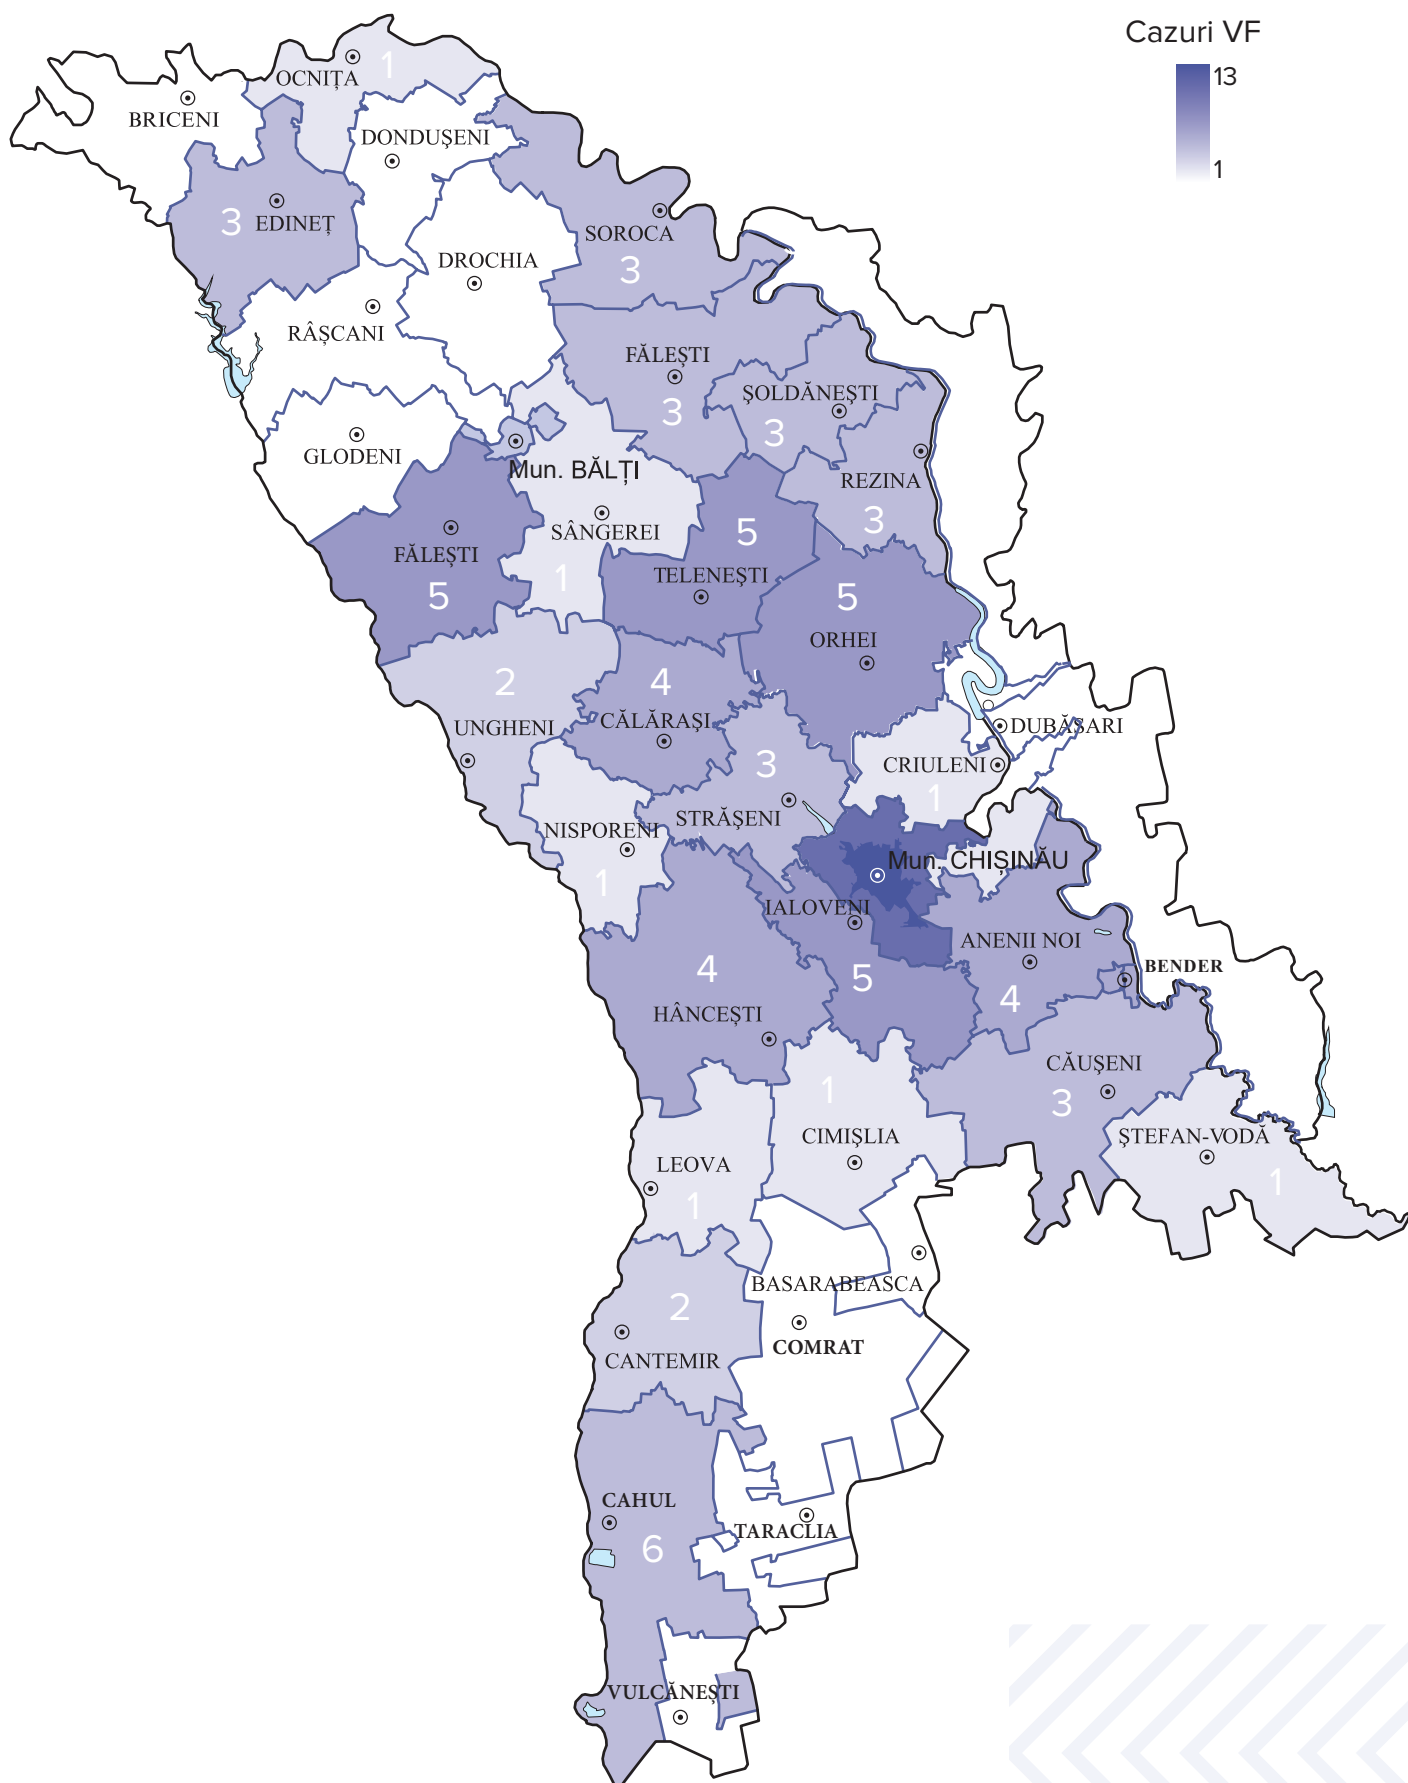 Cazuri VF
13
1
OCNIȚA
1
BRICENI
DONDUȘENI
3
EDINEȚ
SOROCA
3
DROCHIA
RÂȘCANI
FĂLEȘTI
3
ȘOLDĂNEȘTI
3
GLODENI
Mun. BĂLȚI
REZINA
3
SÂNGEREI
1
5
TELENEȘTI
FĂLEȘTI
5
5
ORHEI
2
UNGHENI
4
CĂLĂRAȘI
DUBĂSARI
3
STRĂȘENI
CRIULENI
1
NISPORENI
1
Mun. CHIȘINĂU
IALOVENI
5
ANENII NOI
4
BENDER
4
HÂNCEȘTI
CĂUȘENI
3
1
CIMIȘLIA
ȘTEFAN-VODĂ
1
LEOVA
1
BASARABEASCA
2
CANTEMIR
COMRAT
CAHUL
6
TARACLIA
VULCĂNEȘTI